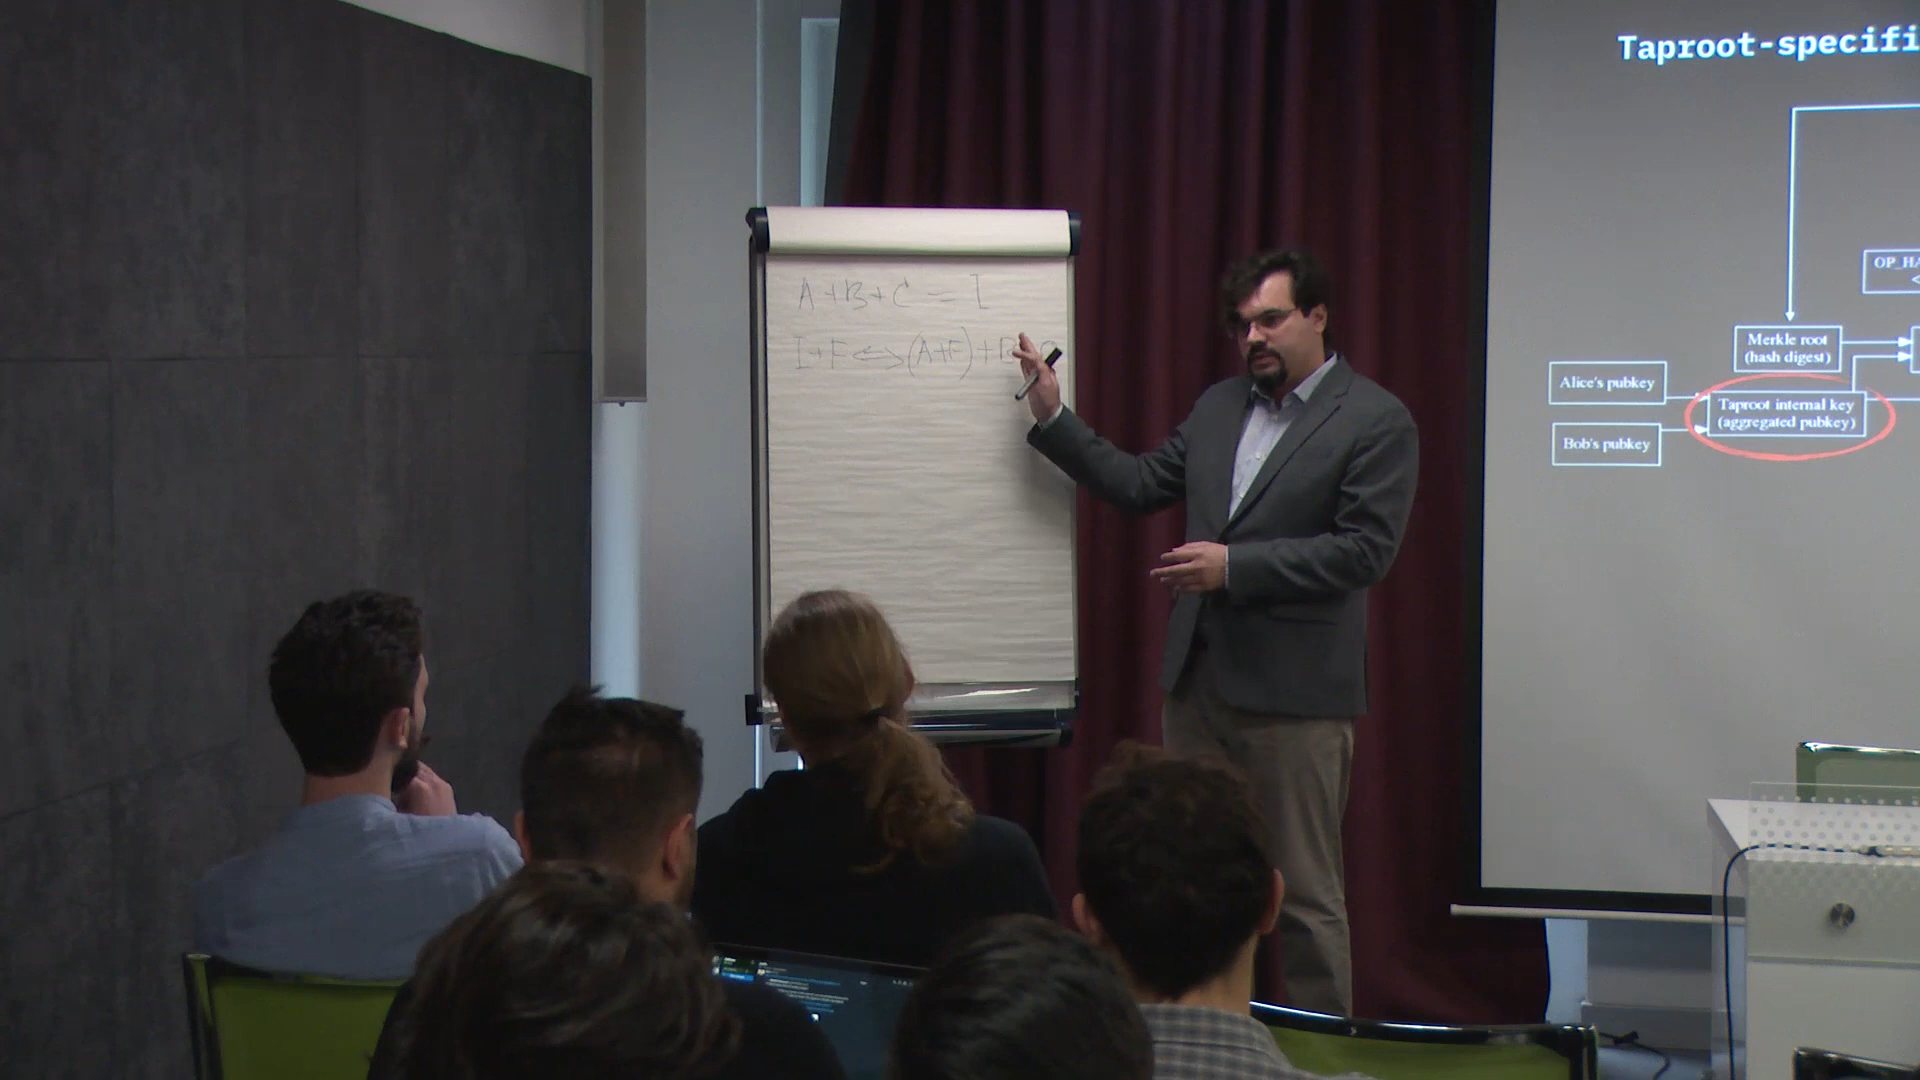 A + B + C = I
I + F <-> (A + F) + B
Taproot-specifi
OP_HA
<
Merkle root
(hash digest)
Alice's pubkey
Taproot internal key
(aggregated pubkey)
Bob's pubkey